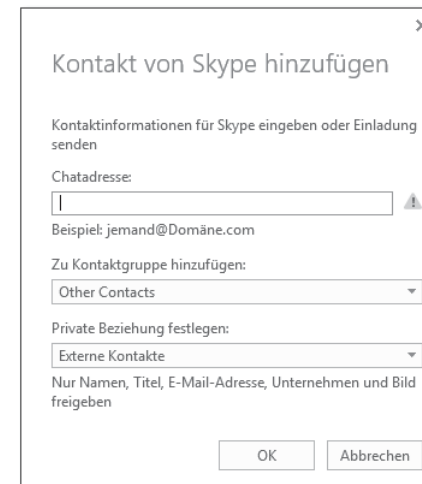 Kontakt von Skype hinzufügen
Kontaktinformationen für Skype eingeben oder Einladung
senden
Chatadresse:
Beispiel: jemand@Domäne.com
Zu Kontaktgruppe hinzufügen:
Other Contacts
Private Beziehung festlegen:
Externe Kontakte
Nur Namen, Titel, E-Mail-Adresse, Unternehmen und Bild
freigeben
OK Abbrechen